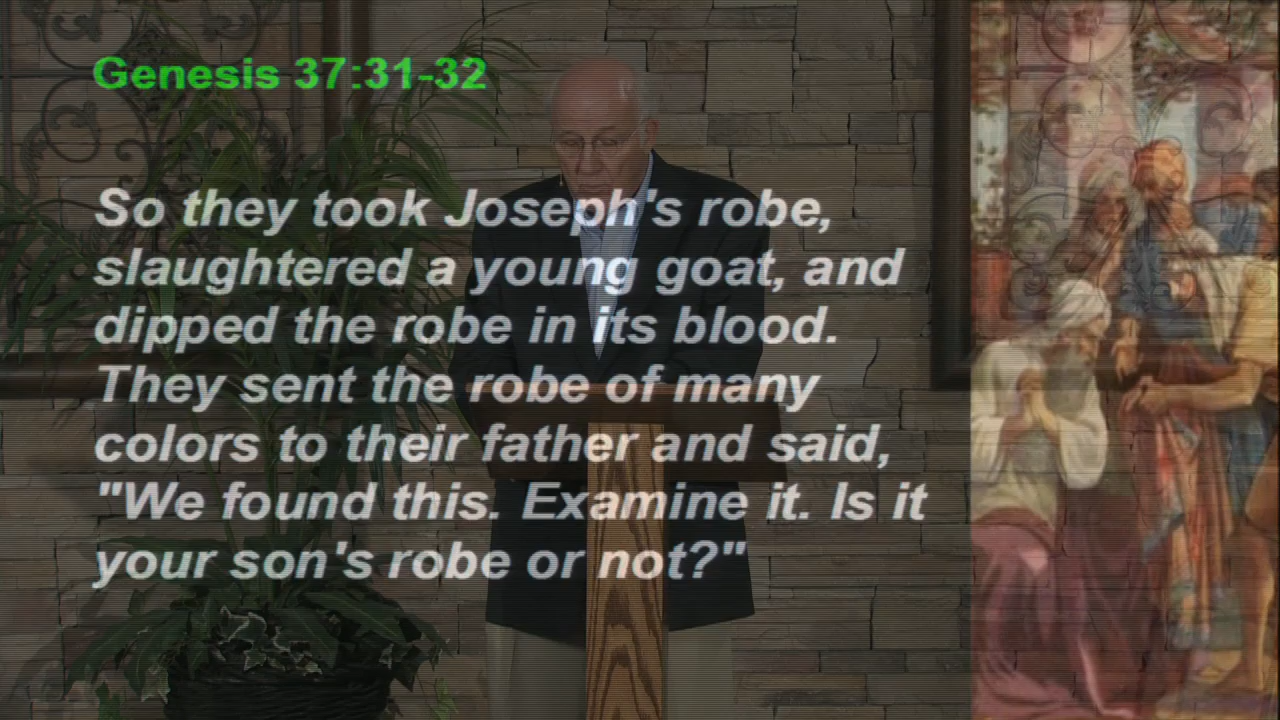 Genesis 37:31-32
So they took Joseph's robe,
slaughtered a young goat, and
dipped the robe in its blood.
They sent the robe of many
colors to their father and said,
"We found this. Examine it. Is it
your son's robe or not?"